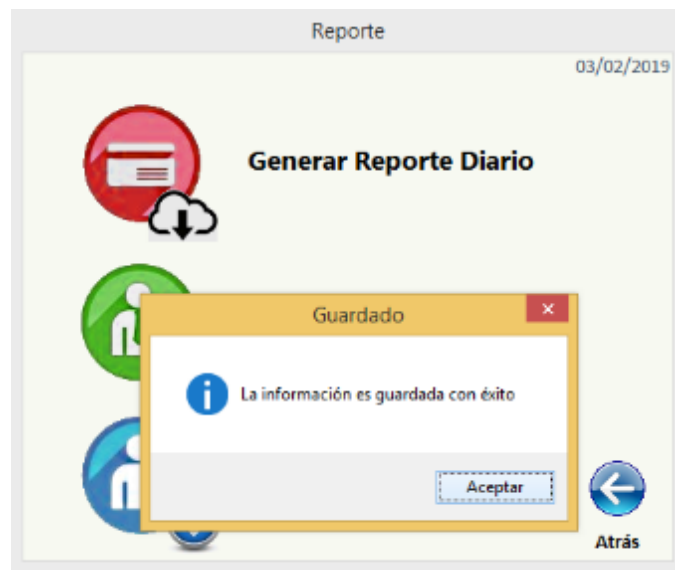 Reporte
03/02/2019
Generar Reporte Diario
Guardado
La información es guardada con éxito
Aceptar
Atrás